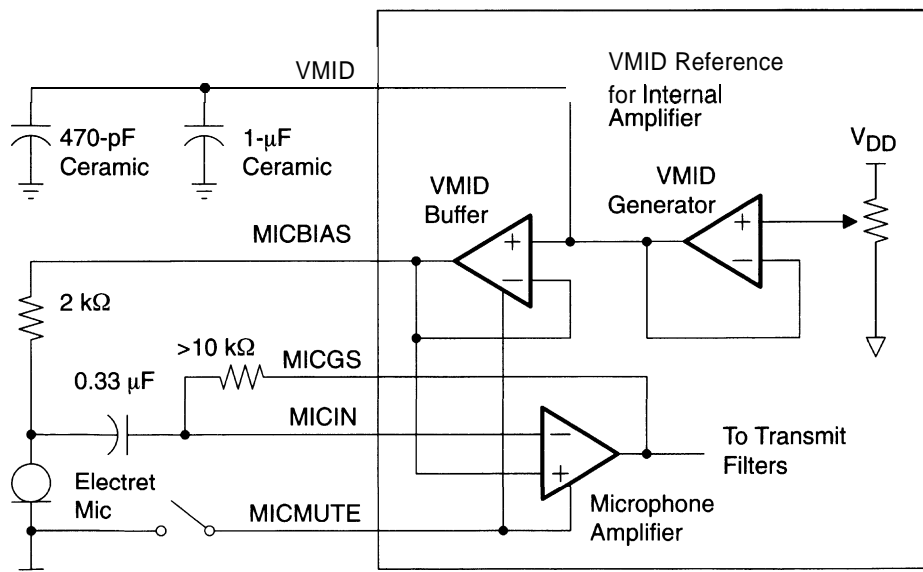 VMID
VMID Reference
for Internal
Amplifier
470-pF
Ceramic
1-μF
Ceramic
VDD
VMID
Buffer
VMID
Generator
MICBIAS
+
−
+
−
2 kΩ
>10 kΩ
MICGS
0.33 μF
MICIN
−
+
To Transmit
Filters
Electret
Mic
MICMUTE
Microphone
Amplifier